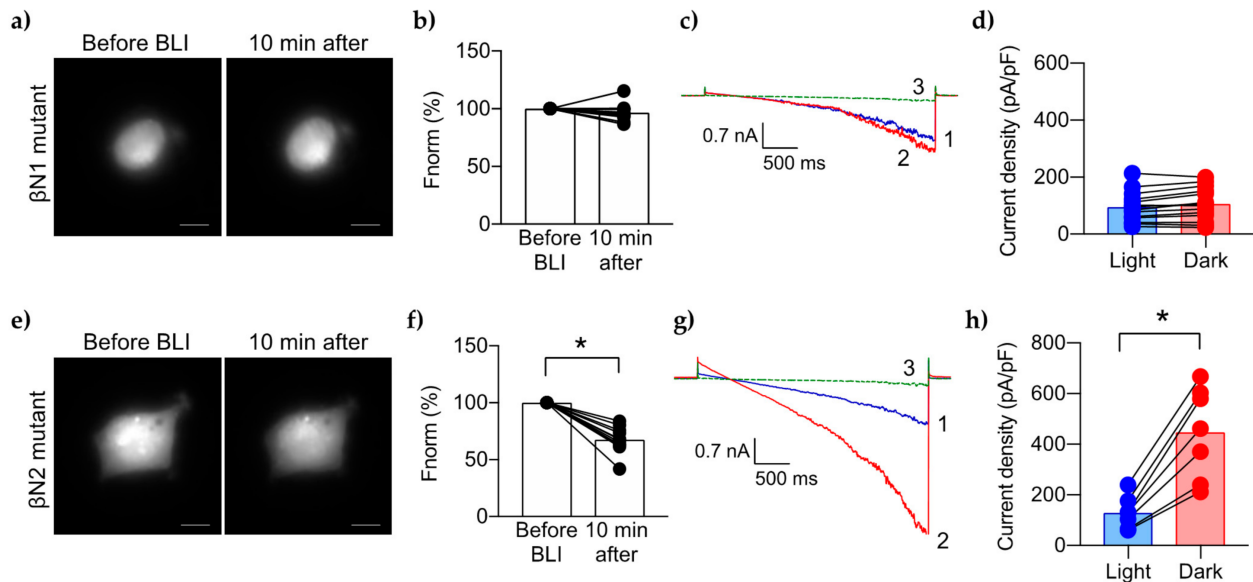 a)
Before BLI
10 min after
βN1 mutant
b)
Fnorm (%)
150
100
50
0
Before
BLI
10 min
after
c)
3
1
2
0.7 nA
500 ms
d)
Current density (pA/pF)
600
400
200
0
Light
Dark
e)
Before BLI
10 min after
βN2 mutant
f)
*
Fnorm (%)
150
100
50
0
Before
BLI
10 min
after
g)
3
1
0.7 nA
500 ms
2
h)
*
Current density (pA/pF)
800
600
400
200
0
Light
Dark